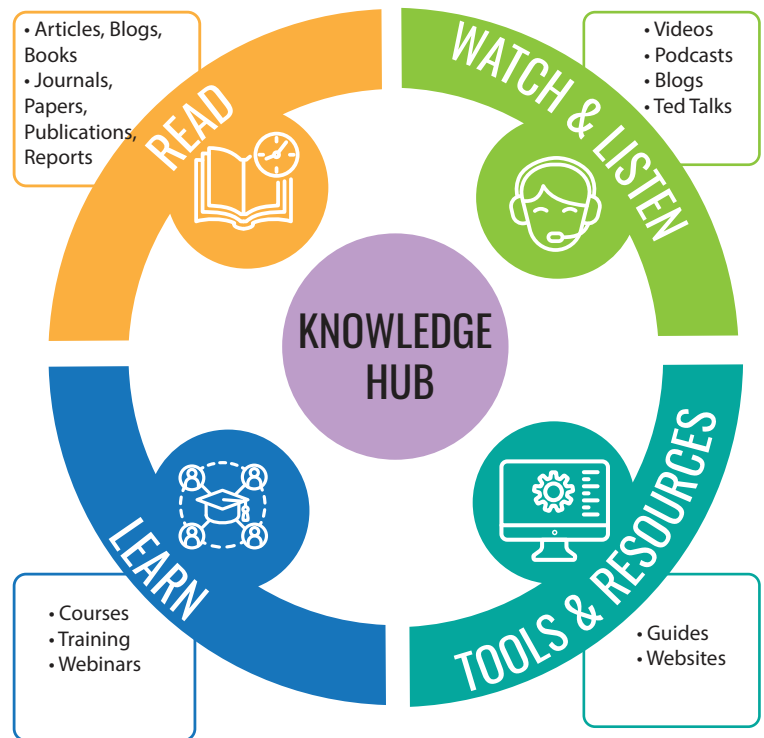 • Articles, Blogs,
Books
• Journals,
Papers,
Publications,
Reports
READ
WATCH & LISTEN
• Videos
• Podcasts
• Blogs
• Ted Talks
KNOWLEDGE
HUB
LEARN
• Courses
• Training
• Webinars
TOOLS & RESOURCES
• Guides
• Websites